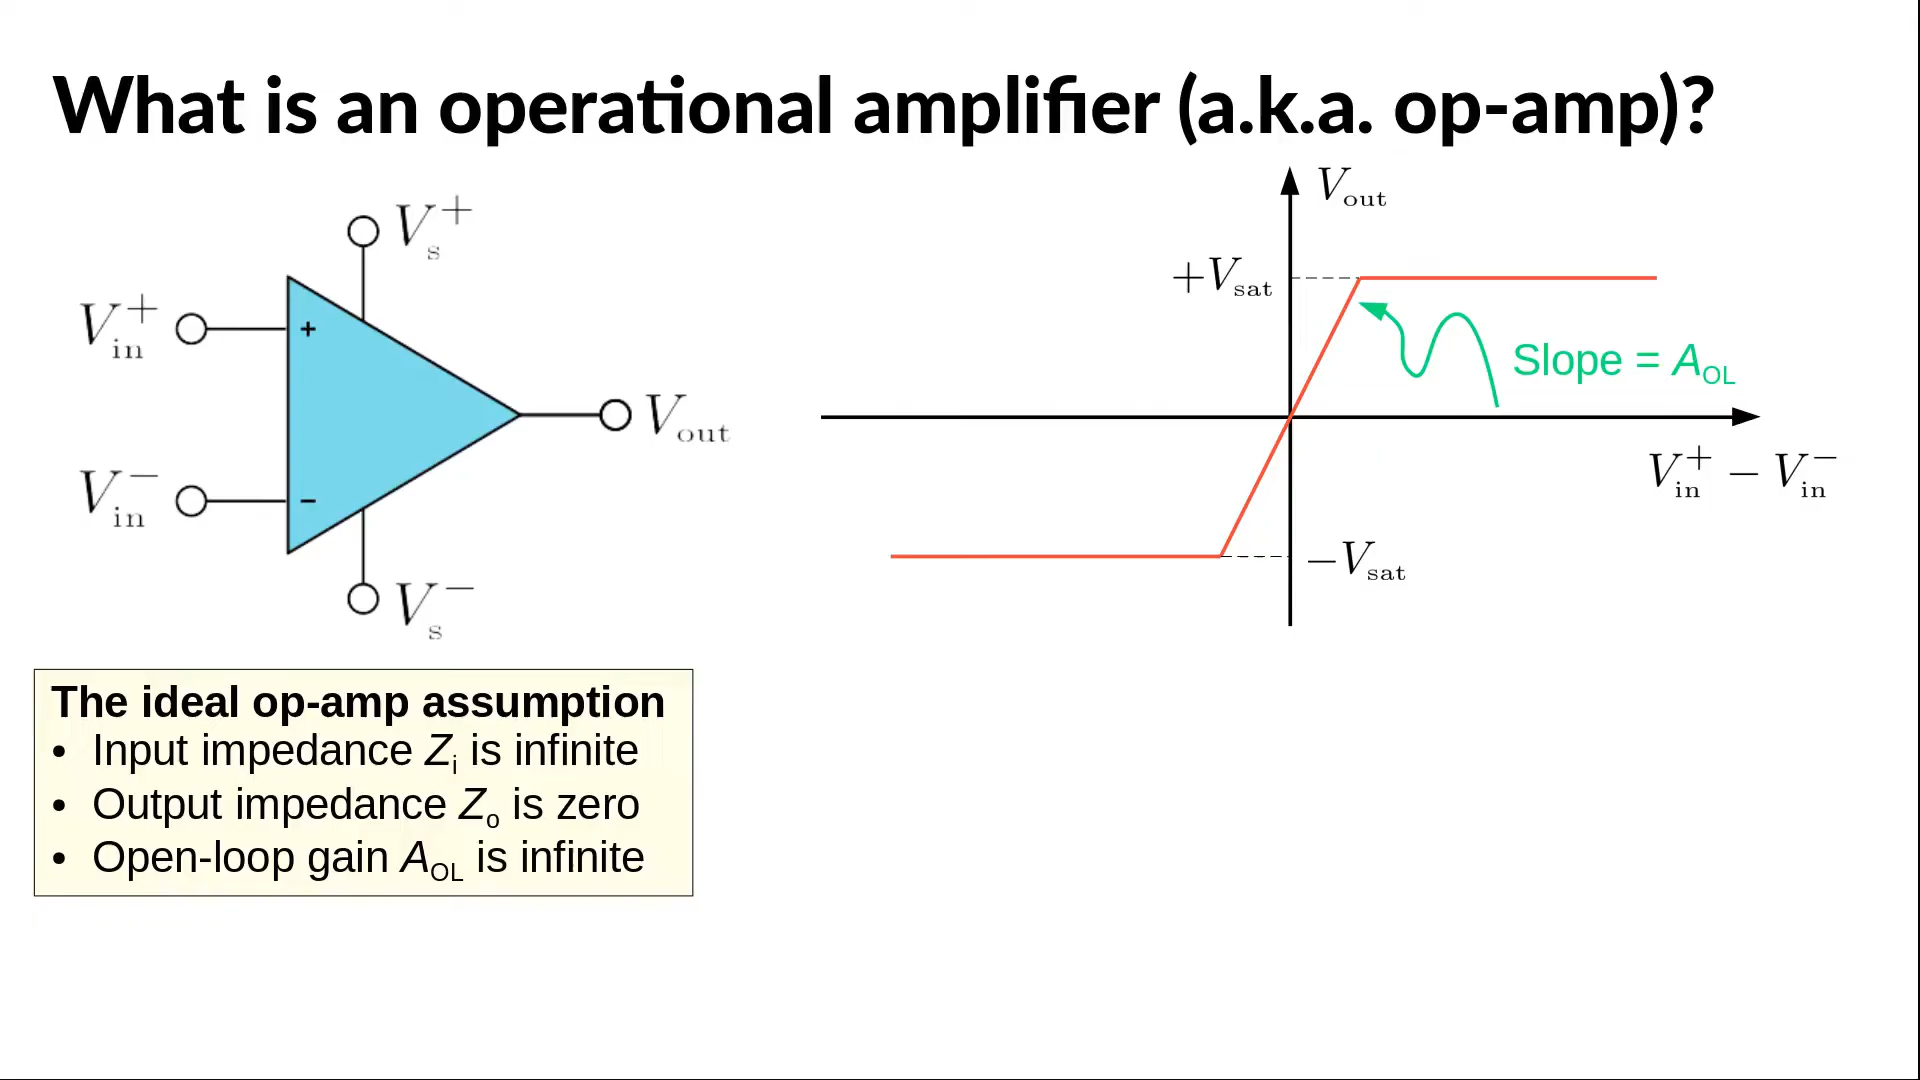 What is an operational amplifier (a.k.a. op-amp)?
V_s^+
V_in^+
+
V_out
V_in^-
-
V_s^-
V_out
+V_sat
Slope = A_OL
V_in^+ − V_in^-
−V_sat
The ideal op-amp assumption
• Input impedance Z_i is infinite
• Output impedance Z_o is zero
• Open-loop gain A_OL is infinite